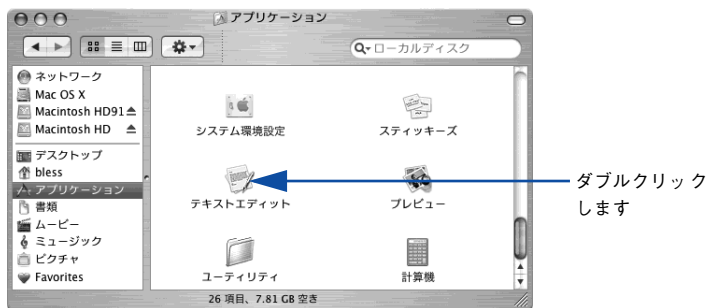 アプリケーション
ローカルディスク
ネットワーク
Mac OS X
Macintosh HD91
Macintosh HD
デスクトップ
bless
アプリケーション
書類
ムービー
ミュージック
ピクチャ
Favorites
システム環境設定
スティッキーズ
テキストエディット
プレビュー
ユーティリティ
計算機
26 項目、7.81 GB 空き
ダブルクリック
します